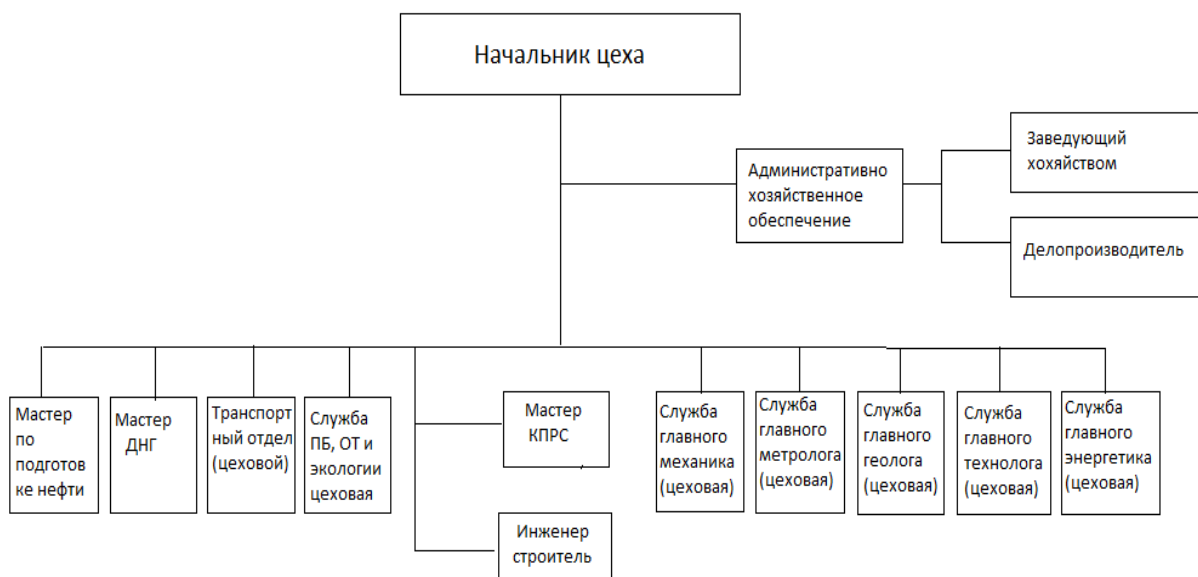 Начальник цеха
Заведующий
хохяйством
Административно
хозяйственное
обеспечение
Делопроизводитель
Мастер
по
подготов
ке нефти
Мастер
ДНГ
Транспорт
ный отдел
(цеховой)
Служба
ПБ, ОТ и
экологии
цеховая
Мастер
КПРС
Инженер
строитель
Служба
главного
механика
(цеховая)
Служба
главного
метролога
(цеховая)
Служба
главного
геолога
(цеховая)
Служба
главного
технолога
(цеховая)
Служба
главного
энергетика
(цеховая)